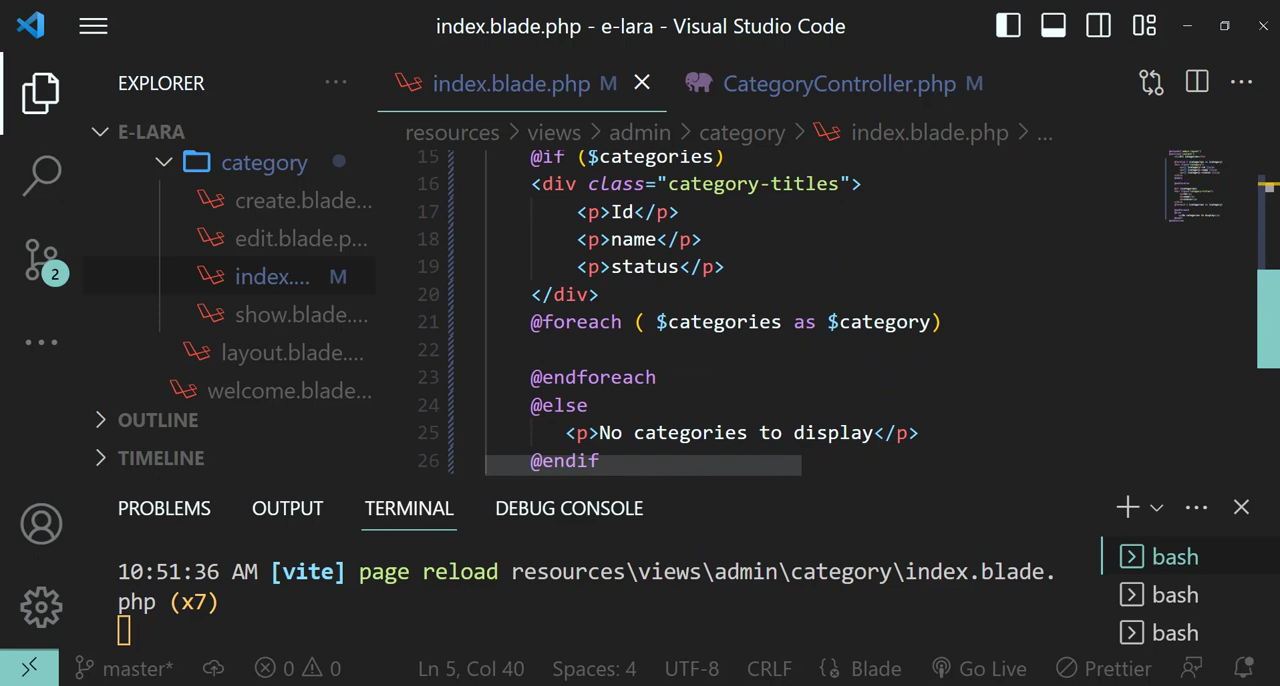 index.blade.php - e-lara - Visual Studio Code
EXPLORER
index.blade.php M
CategoryController.php M
E-LARA
resources > views > admin > category > index.blade.php > ...
category
create.blade...
edit.blade.p...
index.... M
show.blade....
layout.blade....
welcome.blade...
OUTLINE
TIMELINE
2
15 @if ($categories)
16 <div class="category-titles">
17 <p>Id</p>
18 <p>name</p>
19 <p>status</p>
20 </div>
21 @foreach ( $categories as $category)
22
23 @endforeach
24 @else
25 <p>No categories to display</p>
26 @endif
PROBLEMS OUTPUT TERMINAL DEBUG CONSOLE
10:51:36 AM [vite] page reload resources\views\admin\category\index.blade.
php (x7)
bash
bash
bash
master* 0 0 Ln 5, Col 40 Spaces: 4 UTF-8 CRLF Blade Go Live Prettier